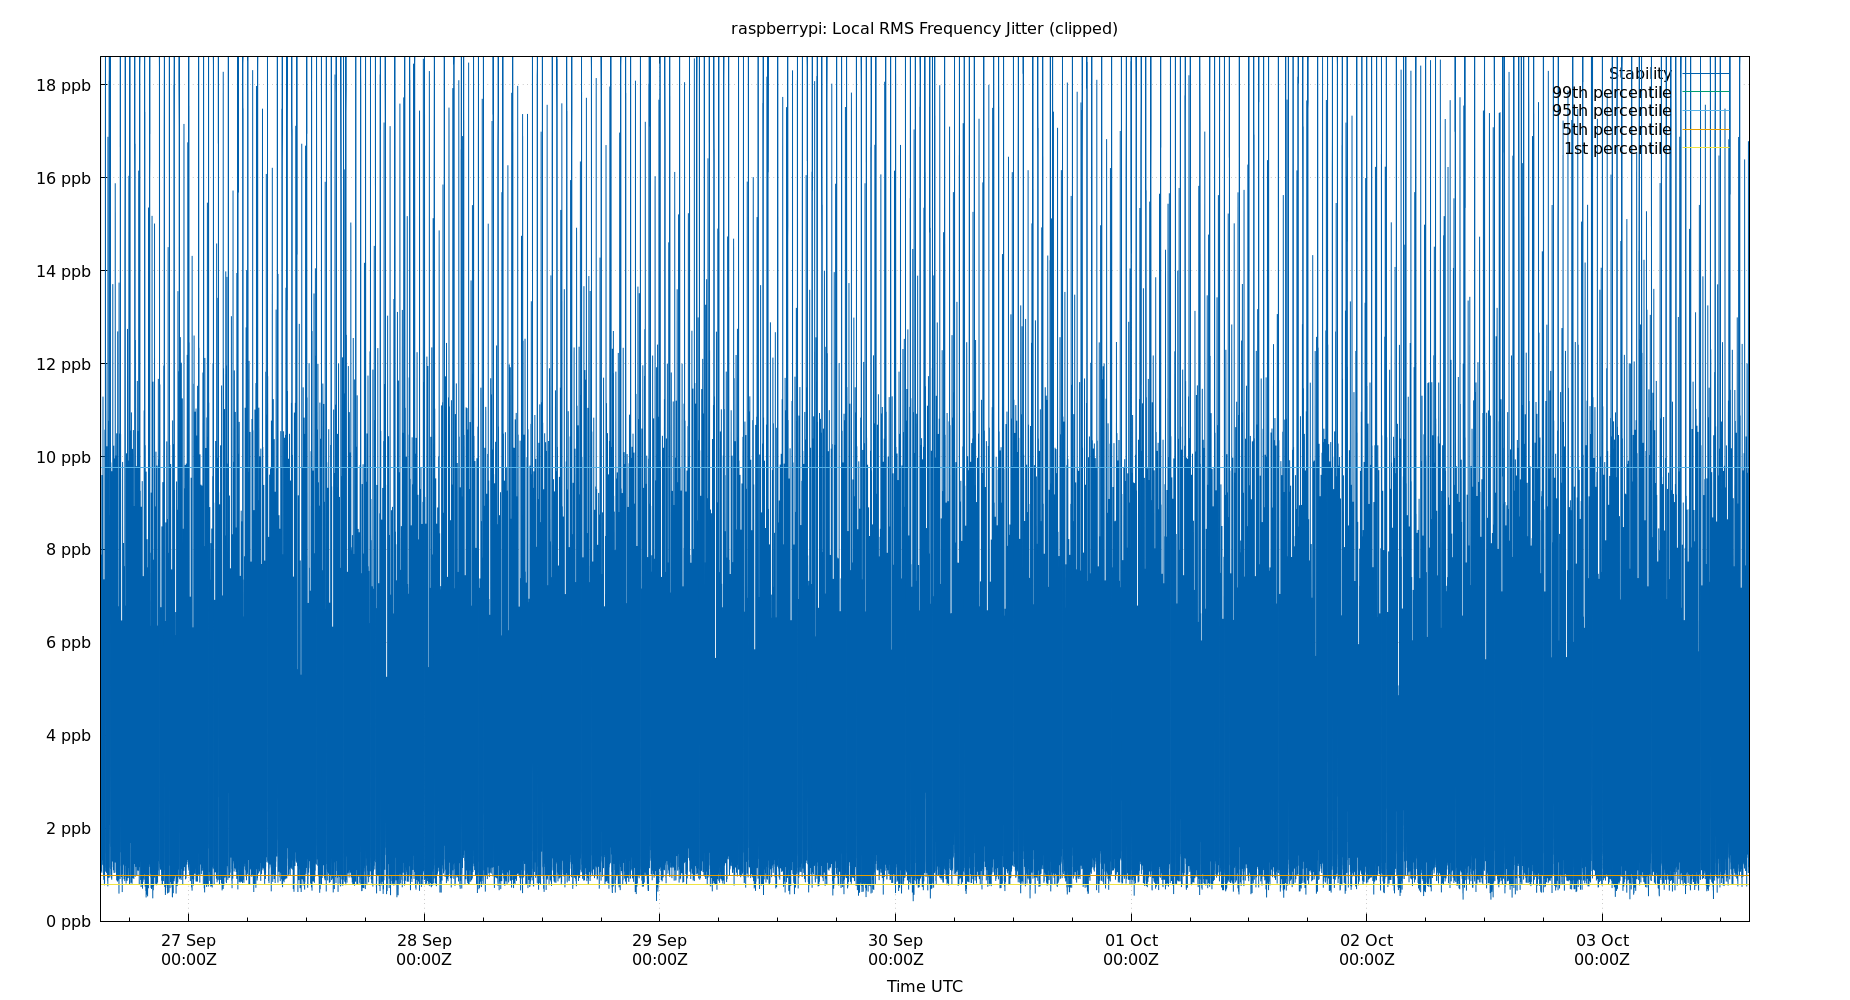 raspberrypi: Local RMS Frequency Jitter (clipped)
18 ppb
16 ppb
14 ppb
12 ppb
10 ppb
8 ppb
6 ppb
4 ppb
2 ppb
0 ppb
Stability
99th percentile
95th percentile
5th percentile
1st percentile
27 Sep 28 Sep 29 Sep 30 Sep 01 Oct 02 Oct 03 Oct
00:00Z 00:00Z 00:00Z 00:00Z 00:00Z 00:00Z 00:00Z
Time UTC